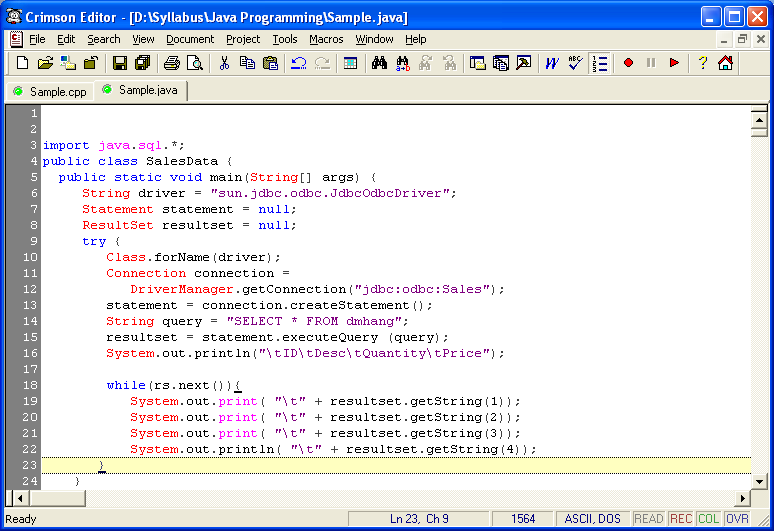 Crimson Editor - [D:\Syllabus\Java Programming\Sample.java]
File Edit Search View Document Project Tools Macros Window Help
Sample.cpp Sample.java
1
2
3 import java.sql.*;
4 public class SalesData {
5 public static void main(String[] args) {
6 String driver = "sun.jdbc.odbc.JdbcOdbcDriver";
7 Statement statement = null;
8 ResultSet resultset = null;
9 try {
10 Class.forName(driver);
11 Connection connection =
12 DriverManager.getConnection("jdbc:odbc:Sales");
13 statement = connection.createStatement();
14 String query = "SELECT * FROM dmhang";
15 resultset = statement.executeQuery (query);
16 System.out.println("\tID\tDesc\tQuantity\tPrice");
17
18 while(rs.next()){
19 System.out.print( "\t" + resultset.getString(1));
20 System.out.print( "\t" + resultset.getString(2));
21 System.out.print( "\t" + resultset.getString(3));
22 System.out.println( "\t" + resultset.getString(4));
23 }
24 }
Ready Ln 23, Ch 9 1564 ASCII, DOS READ REC COL OVR